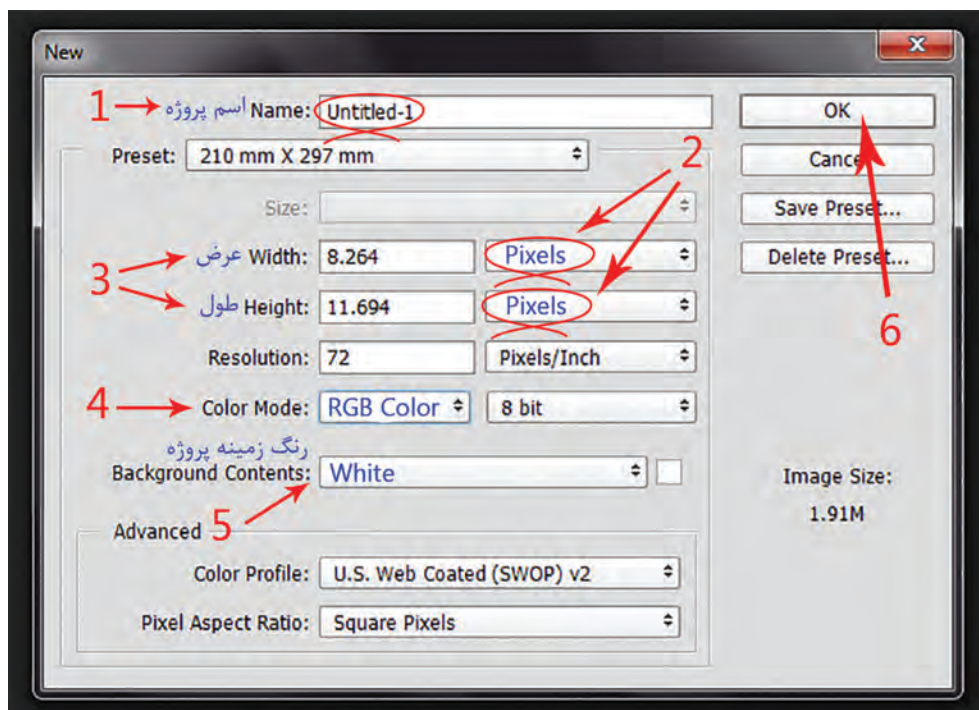 New
1 اسم پروژه Name: Untitled-1 OK
Preset: 210 mm X 297 mm 2 Cancel
Size: Save Preset...
3 عرض Width: 8.264 Pixels Delete Preset...
طول Height: 11.694 Pixels 6
Resolution: 72 Pixels/Inch
4 Color Mode: RGB Color 8 bit
رنگ زمینه پروژه
Background Contents: White Image Size:
5 1.91M
Advanced
Color Profile: U.S. Web Coated (SWOP) v2
Pixel Aspect Ratio: Square Pixels